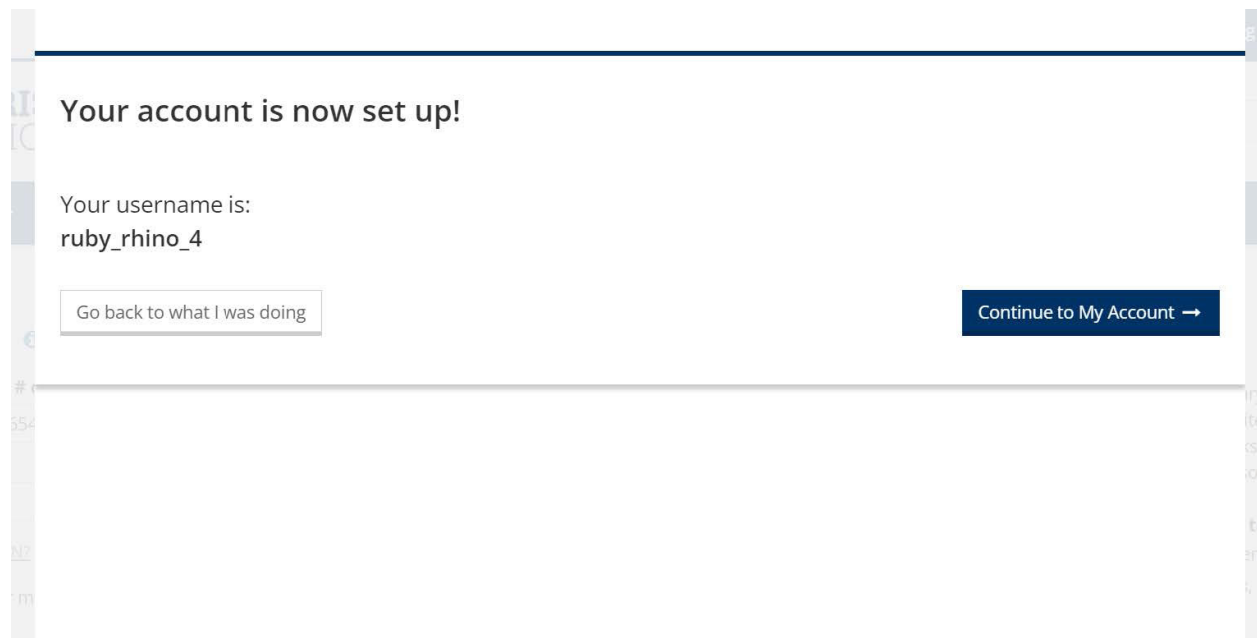 Your account is now set up!
Your username is:
ruby_rhino_4
Go back to what I was doing
Continue to My Account →